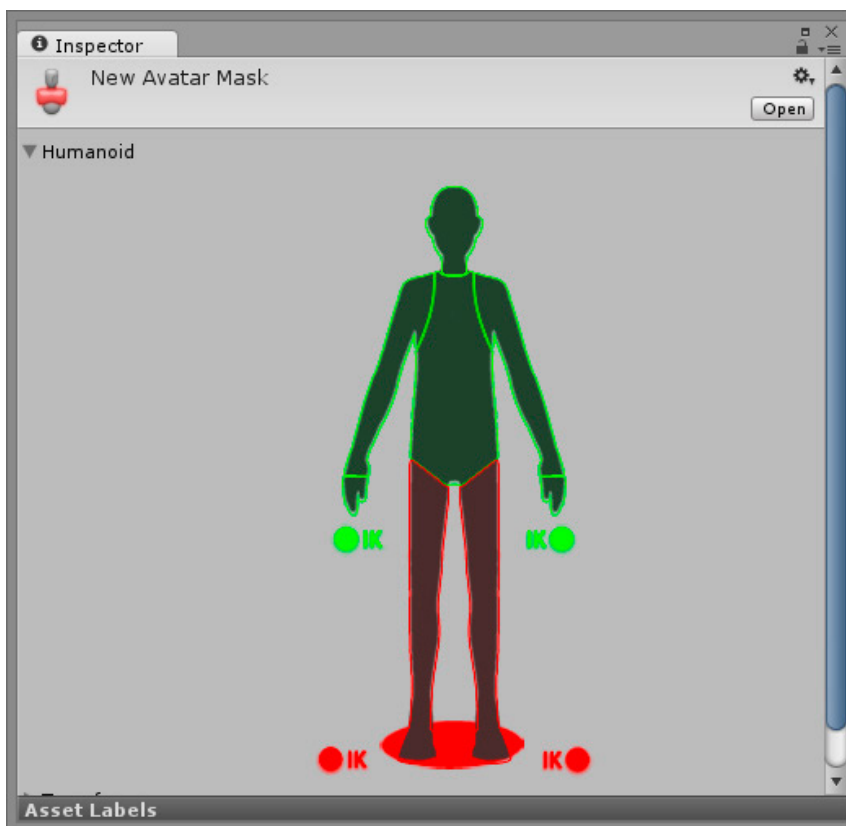 Inspector
New Avatar Mask
Open
Humanoid
IK IK
IK IK
Asset Labels